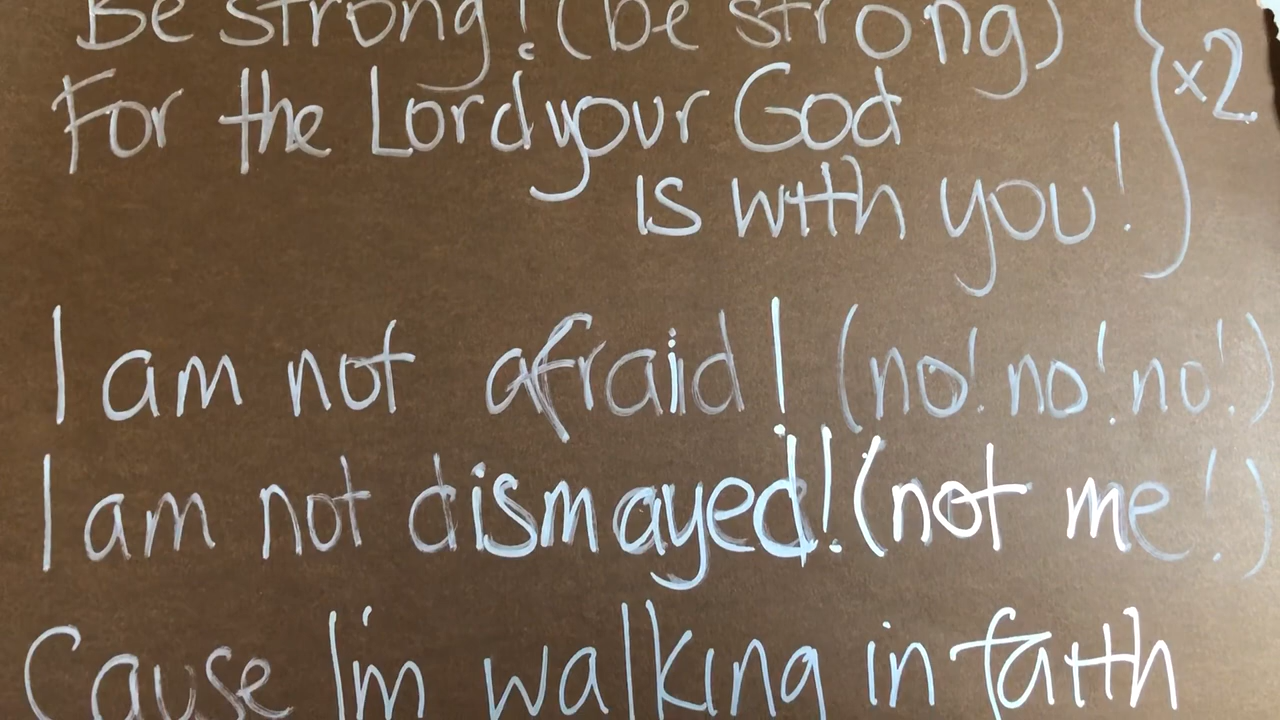 Be strong! (be strong)
For the Lord your God
is with you! } x2
I am not afraid! (no! no! no!)
I am not dismayed! (not me!)
Cause I'm walking in faith